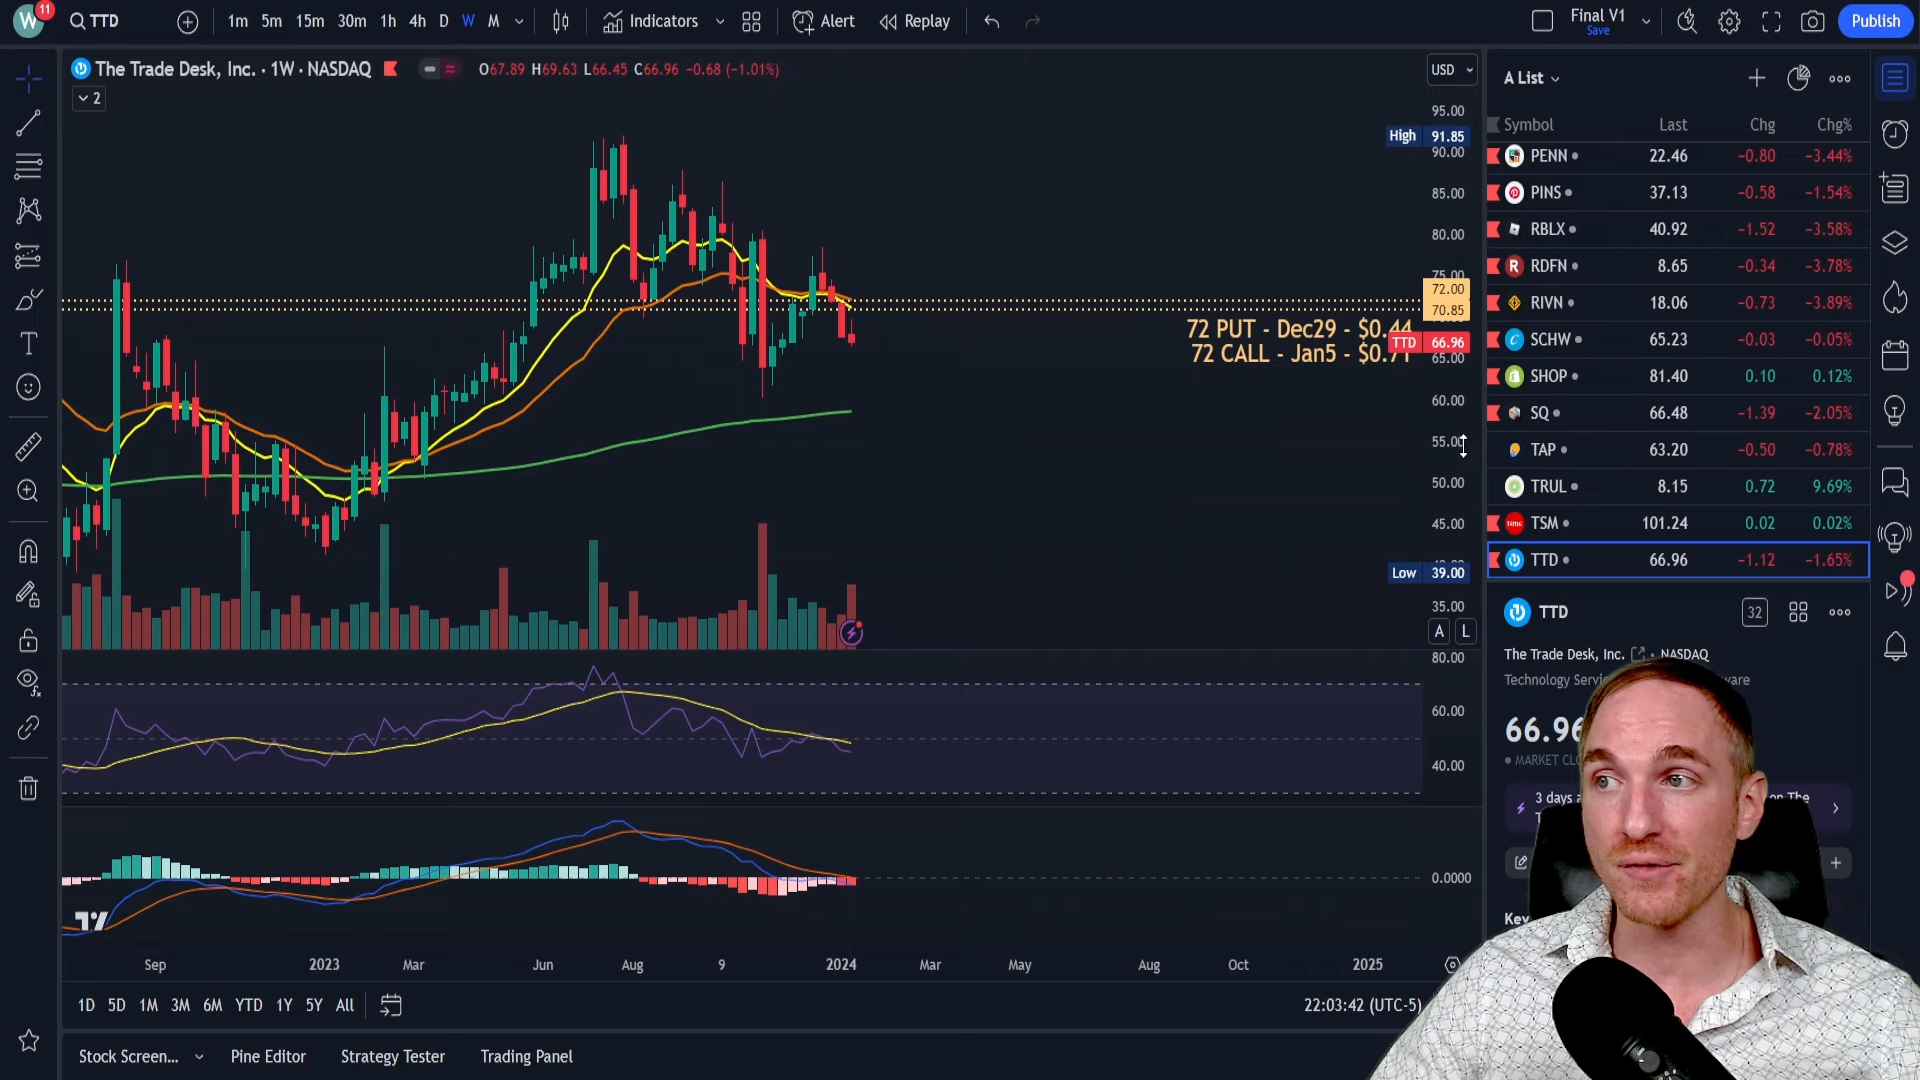 W 11 TTD 1m 5m 15m 30m 1h 4h D W M Indicators Alert Replay Final V1 Save Publish
The Trade Desk, Inc. · 1W · NASDAQ O67.89 H69.63 L66.45 C66.96 −0.68 (−1.01%) USD
2
95.00
High 91.85
90.00
85.00
80.00
75.00
72.00
70.85
72 PUT - Dec29 - $0.44
TTD 66.96
72 CALL - Jan5 - $0.71
65.00
60.00
55.00
50.00
45.00
Low 39.00
35.00
A L
80.00
60.00
40.00
0.0000
Sep 2023 Mar Jun Aug 9 2024 Mar May Aug Oct 2025
1D 5D 1M 3M 6M YTD 1Y 5Y All 22:03:42 (UTC-5)
Stock Screen... Pine Editor Strategy Tester Trading Panel
A List
Symbol Last Chg Chg%
PENN 22.46 −0.80 −3.44%
PINS 37.13 −0.58 −1.54%
RBLX 40.92 −1.52 −3.58%
RDFN 8.65 −0.34 −3.78%
RIVN 18.06 −0.73 −3.89%
SCHW 65.23 −0.03 −0.05%
SHOP 81.40 0.10 0.12%
SQ 66.48 −1.39 −2.05%
TAP 63.20 −0.50 −0.78%
TRUL 8.15 0.72 9.69%
TSM 101.24 0.02 0.02%
TTD 66.96 −1.12 −1.65%
TTD 32
The Trade Desk, Inc. · NASDAQ
Technology
66.96
MARKET
3 days The